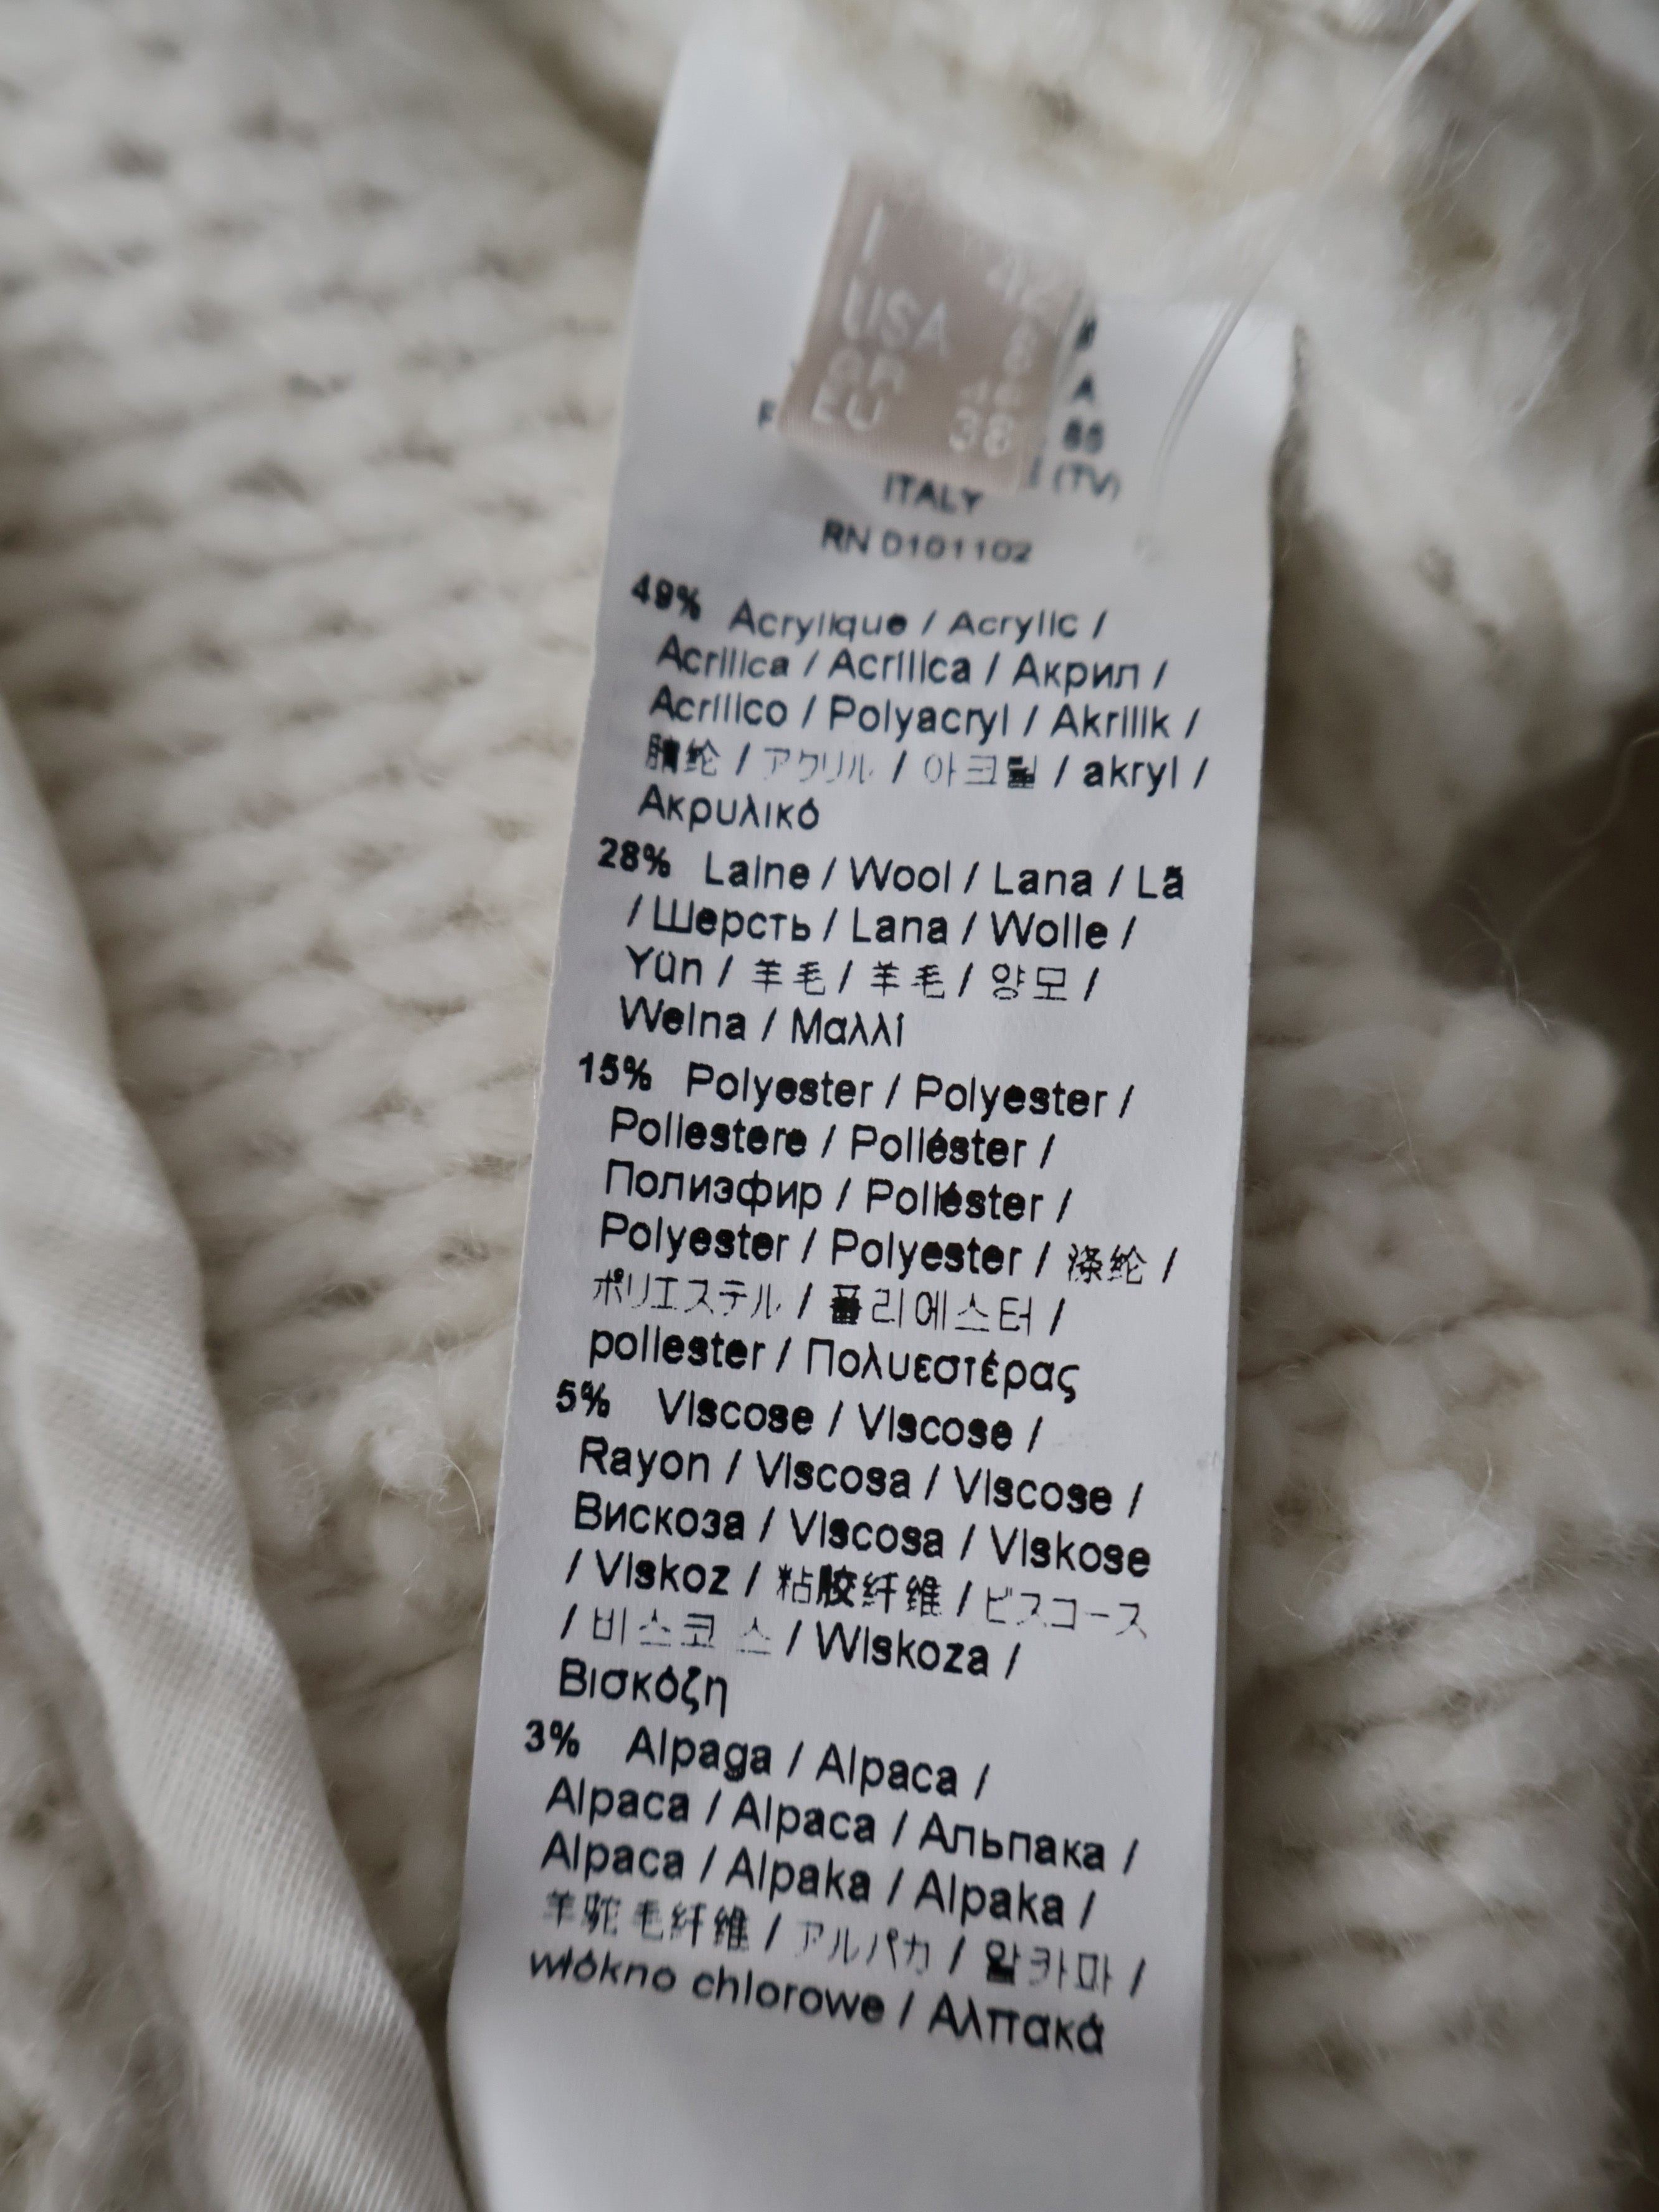 I 42
USA 8
EU 38
A
(TV)
ITALY
RN D101102
49% Acrylique / Acrylic /
Acrilica / Acrilica / Акрил /
Acrilico / Polyacryl / Akrilik /
腈纶 / アクリル / 아크릴 / akryl /
Ακρυλικό
28% Laine / Wool / Lana / Lã
/ Шерсть / Lana / Wolle /
Yün / 羊毛 / 羊毛 / 양모 /
Welna / Μαλλί
15% Polyester / Polyester /
Poliestere / Poliéster /
Полиэфир / Poliéster /
Polyester / Polyester / 涤纶 /
ポリエステル / 폴리에스터 /
poliester / Πολυεστέρας
5% Viscose / Viscose /
Rayon / Viscosa / Viscose /
Вискоза / Viscosa / Viskose
/ Viskoz / 粘胶纤维 / ビスコース
/ 비스코 스 / Wiskoza /
Βισκόζη
3% Alpaga / Alpaca /
Alpaca / Alpaca / Альпака /
Alpaca / Alpaka / Alpaka /
羊驼毛纤维 / アルパカ / 알카파 /
włókno chlorowe / Αλπακά